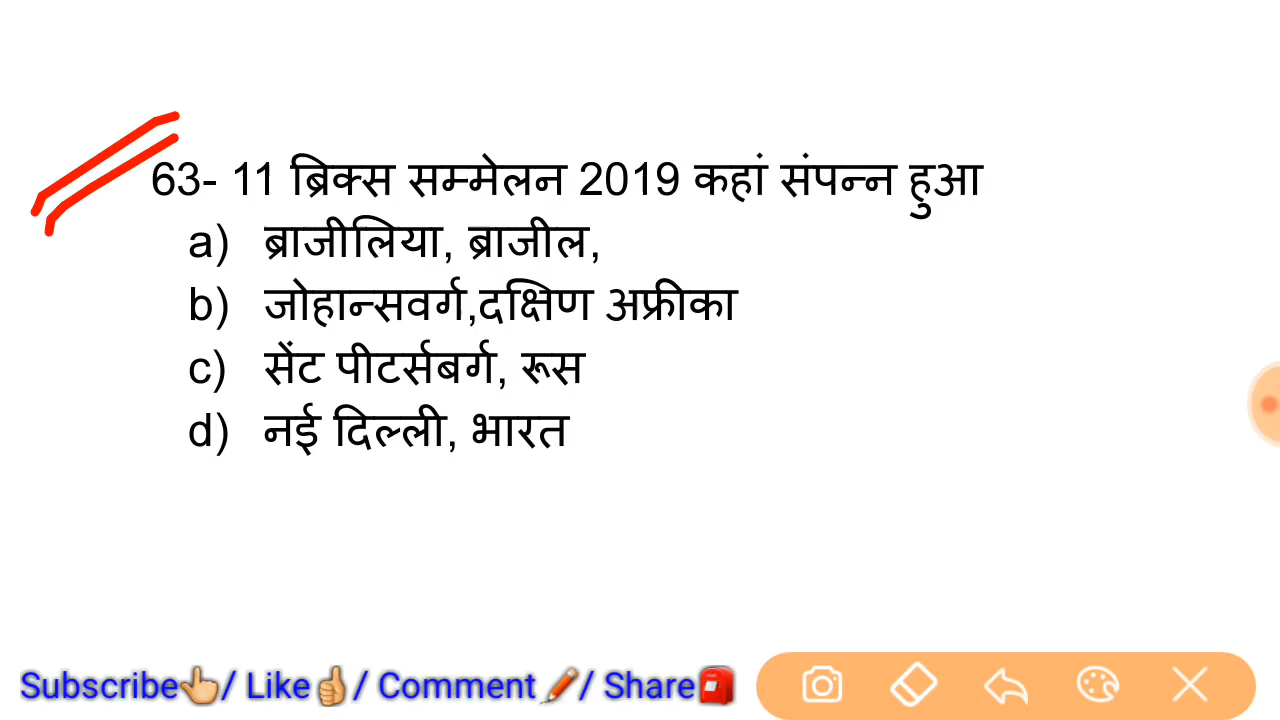 63- 11 ब्रिक्स सम्मेलन 2019 कहां संपन्न हुआ
a) ब्राजीलिया, ब्राजील,
b) जोहान्सवर्ग,दक्षिण अफ्रीका
c) सेंट पीटर्सबर्ग, रूस
d) नई दिल्ली, भारत
Subscribe👆/ Like👍/ Comment ✏️/ Share📮